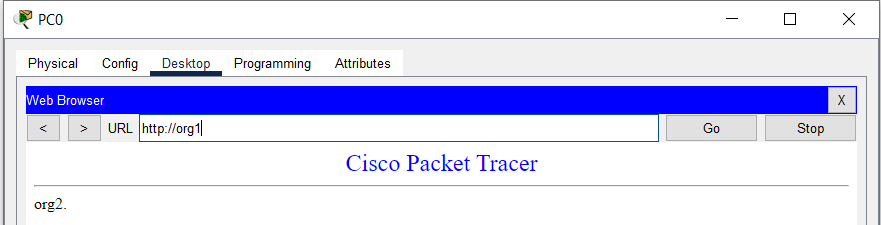 PC0
Physical Config Desktop Programming Attributes
Web Browser X
< > URL http://org1 Go Stop
Cisco Packet Tracer
org2.